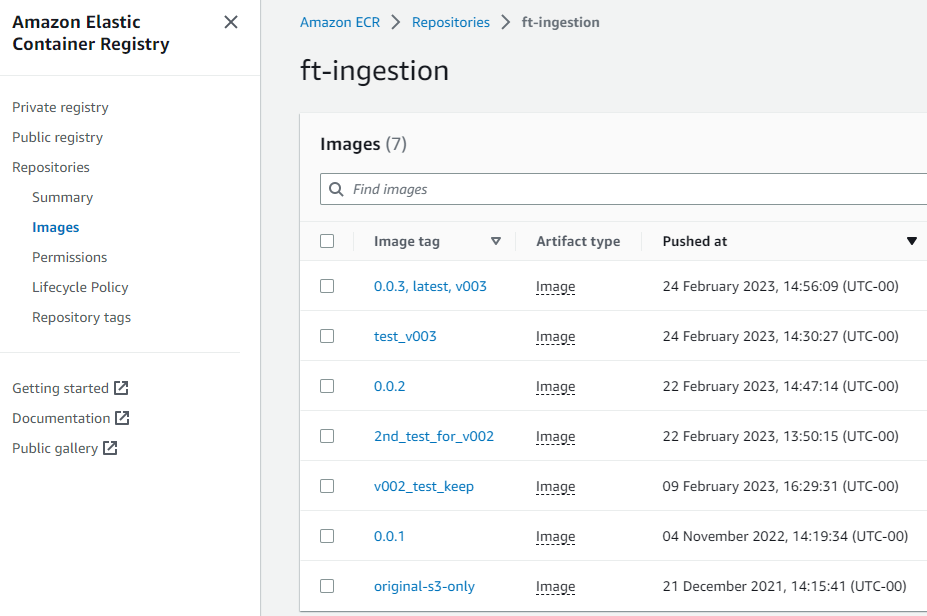 Amazon Elastic
Container Registry
Private registry
Public registry
Repositories
Summary
Images
Permissions
Lifecycle Policy
Repository tags
Getting started
Documentation
Public gallery
Amazon ECR Repositories ft-ingestion
ft-ingestion
Images (7)
Find images
Image tag Artifact type Pushed at
0.0.3, latest, v003 Image 24 February 2023, 14:56:09 (UTC-00)
test_v003 Image 24 February 2023, 14:30:27 (UTC-00)
0.0.2 Image 22 February 2023, 14:47:14 (UTC-00)
2nd_test_for_v002 Image 22 February 2023, 13:50:15 (UTC-00)
v002_test_keep Image 09 February 2023, 16:29:31 (UTC-00)
0.0.1 Image 04 November 2022, 14:19:34 (UTC-00)
original-s3-only Image 21 December 2021, 14:15:41 (UTC-00)